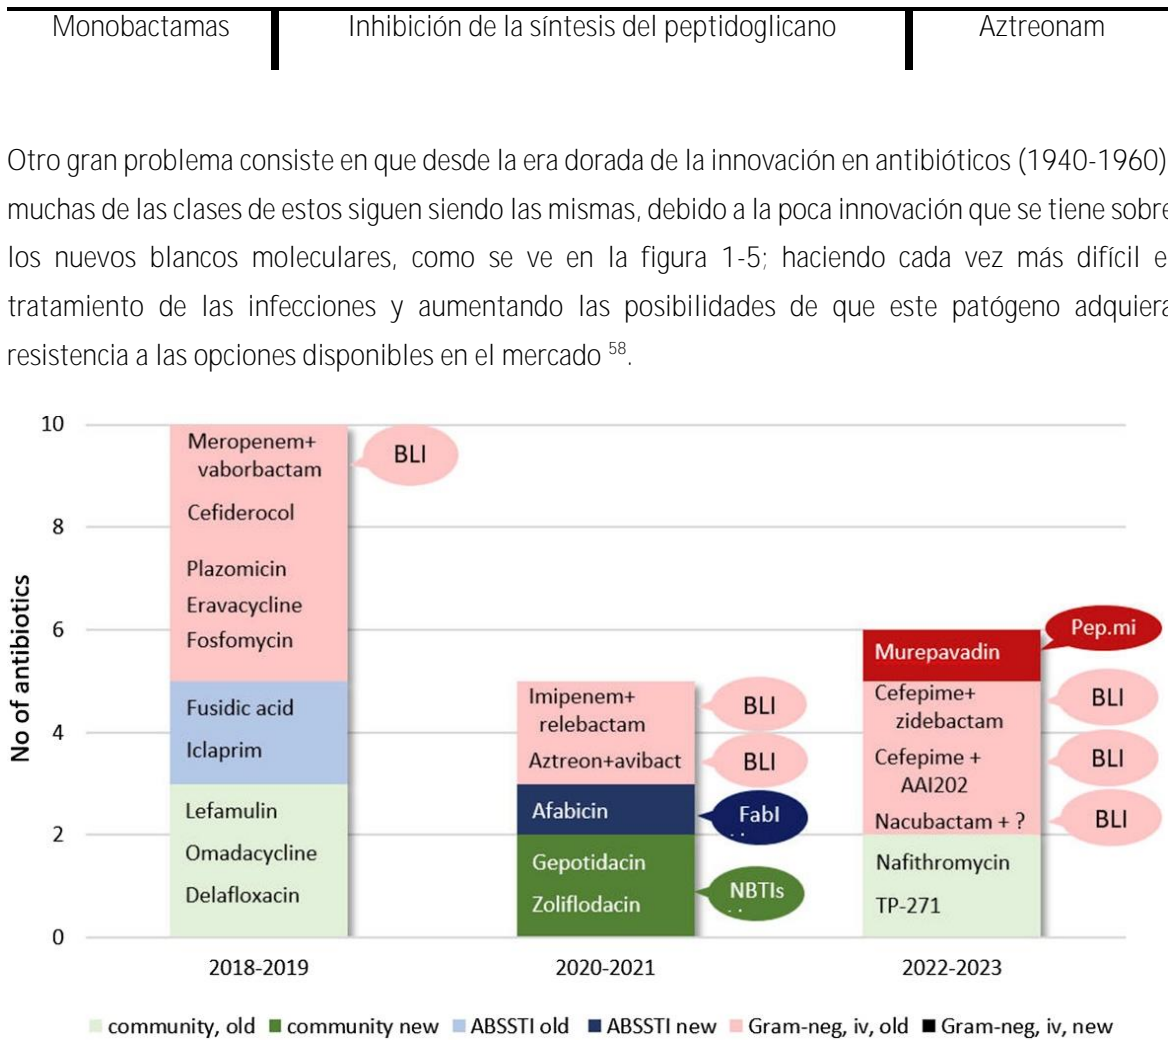 Monobactamas Inhibición de la síntesis del peptidoglicano Aztreonam
Otro gran problema consiste en que desde la era dorada de la innovación en antibióticos (1940-1960)
muchas de las clases de estos siguen siendo las mismas, debido a la poca innovación que se tiene sobre
los nuevos blancos moleculares, como se ve en la figura 1-5; haciendo cada vez más difícil e
tratamiento de las infecciones y aumentando las posibilidades de que este patógeno adquiera
resistencia a las opciones disponibles en el mercado 58.
No of antibiotics
10
8
6
4
2
0
Meropenem+
vaborbactam
BLI
Cefiderocol
Plazomicin
Eravacycline
Fosfomycin
Fusidic acid
Iclaprim
Lefamulin
Omadacycline
Delafloxacin
2018-2019
Imipenem+
relebactam
BLI
Aztreon+avibact
BLI
Afabicin
FabI
Gepotidacin
Zoliflodacin
NBTIs
2020-2021
Pep.mi
Murepavadin
Cefepime+
zidebactam
BLI
Cefepime +
AAI202
BLI
Nacubactam + ?
BLI
Nafithromycin
TP-271
2022-2023
community, old community new ABSSTI old ABSSTI new Gram-neg, iv, old Gram-neg, iv, new